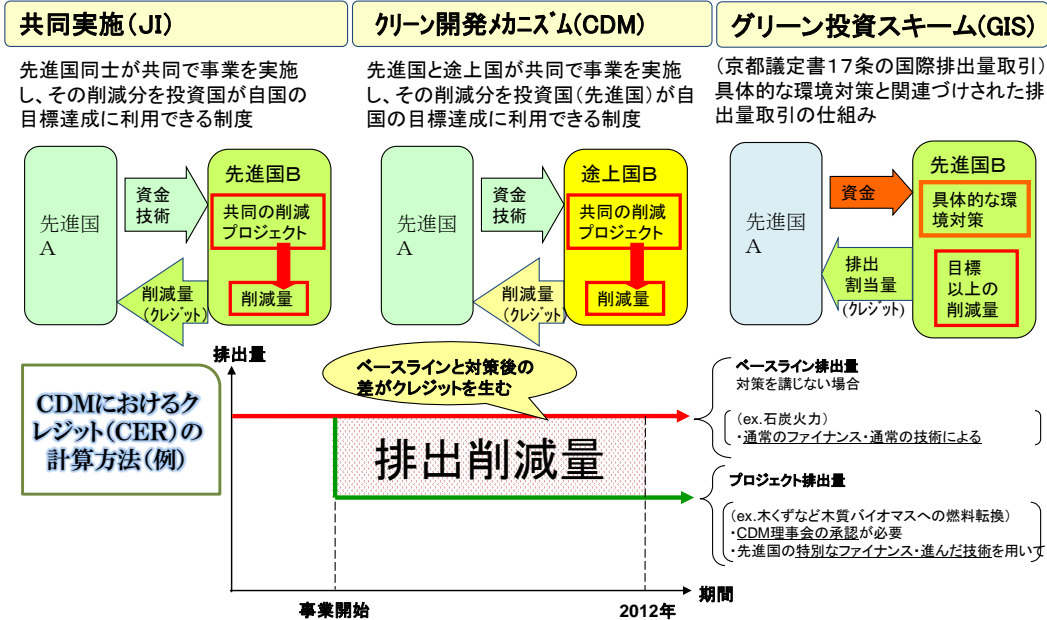 共同実施(JI)
先進国同士が共同で事業を実施
し、その削減分を投資国が自国の
目標達成に利用できる制度
先進国
A
資金
技術
先進国B
共同の削減
プロジェクト
削減量
削減量
(クレジット)
クリーン開発メカニズム(CDM)
先進国と途上国が共同で事業を実施
し、その削減分を投資国(先進国)が自
国の目標達成に利用できる制度
先進国
A
資金
技術
途上国B
共同の削減
プロジェクト
削減量
削減量
(クレジット)
グリーン投資スキーム(GIS)
(京都議定書17条の国際排出量取引)
具体的な環境対策と関連づけされた排
出量取引の仕組み
先進国
A
資金
先進国B
具体的な環
境対策
排出
割当量
(クレジット)
目標
以上の
削減量
CDMにおけるク
レジット(CER)の
計算方法(例)
排出量
ベースラインと対策後の
差がクレジットを生む
排出削減量
事業開始
2012年
期間
ベースライン排出量
対策を講じない場合
(ex.石炭火力)
・通常のファイナンス・通常の技術による
プロジェクト排出量
(ex.木くずなど木質バイオマスへの燃料転換)
・CDM理事会の承認が必要
・先進国の特別なファイナンス・進んだ技術を用いて